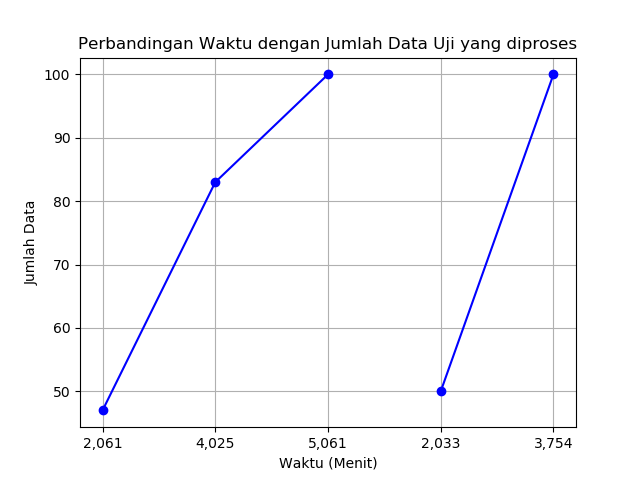 Perbandingan Waktu dengan Jumlah Data Uji yang diproses
100
90
80
70
60
50
Jumlah Data
2,061 4,025 5,061 2,033 3,754
Waktu (Menit)